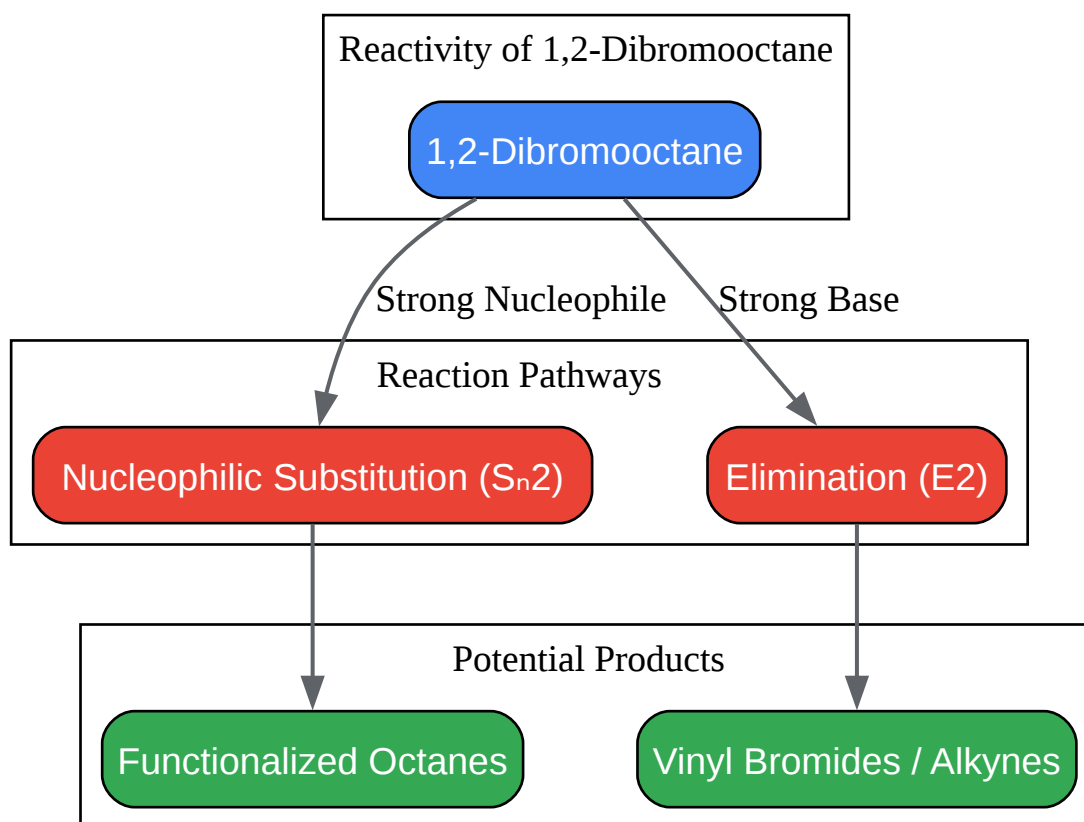 Reactivity of 1,2-Dibromooctane
1,2-Dibromooctane
Strong Nucleophile
Strong Base
Reaction Pathways
Nucleophilic Substitution (Sₙ2)
Elimination (E2)
Potential Products
Functionalized Octanes
Vinyl Bromides / Alkynes